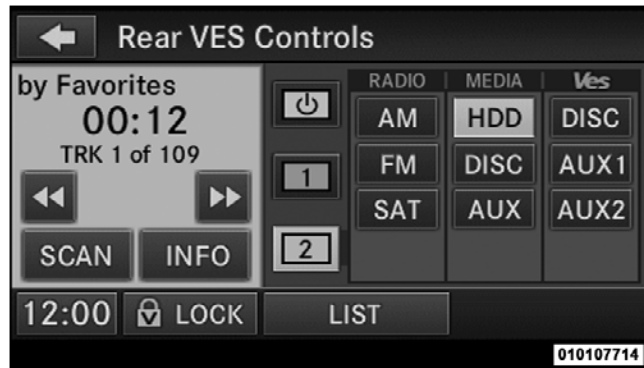 Rear VES Controls
by Favorites
00:12
TRK 1 of 109
SCAN INFO
1
2
RADIO MEDIA Ves
AM HDD DISC
FM DISC AUX1
SAT AUX AUX2
12:00 LOCK LIST
010107714